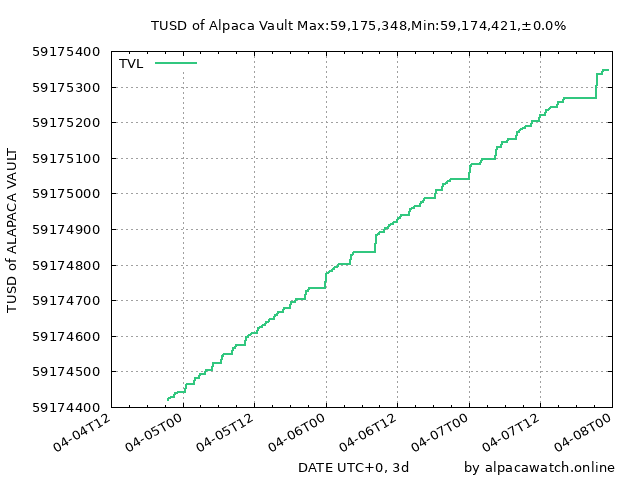 TUSD of Alpaca Vault Max:59,175,348,Min:59,174,421,±0.0%
TVL
59175400
59175300
59175200
59175100
59175000
59174900
59174800
59174700
59174600
59174500
59174400
TUSD of ALAPACA VAULT
04-04T12
04-05T00
04-05T12
04-06T00
04-06T12
04-07T00
04-07T12
04-08T00
DATE UTC+0, 3d
by alpacawatch.online